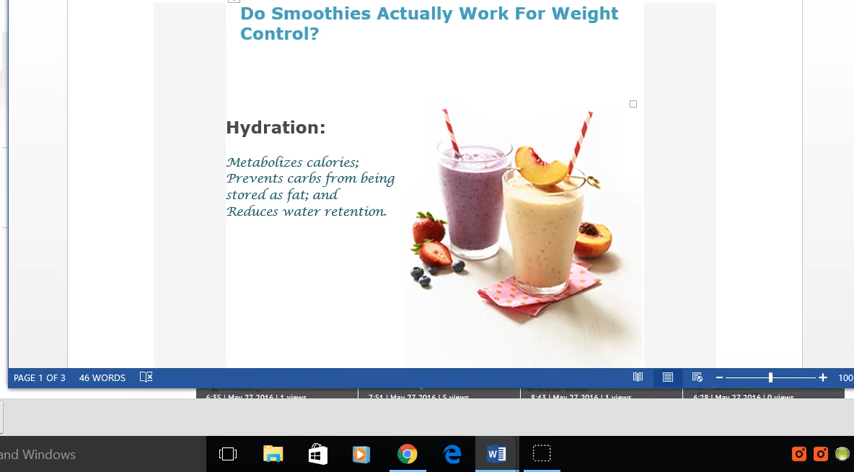 Do Smoothies Actually Work For Weight
Control?
Hydration:
Metabolizes calories;
Prevents carbs from being
stored as fat; and
Reduces water retention.
PAGE 1 OF 3 46 WORDS
100
6:35 | May 27 2016 | 1 views
7:51 | May 27 2016 | 5 views
8:43 | May 27 2016 | 1 views
6:28 | May 27 2016 | 0 views
and Windows